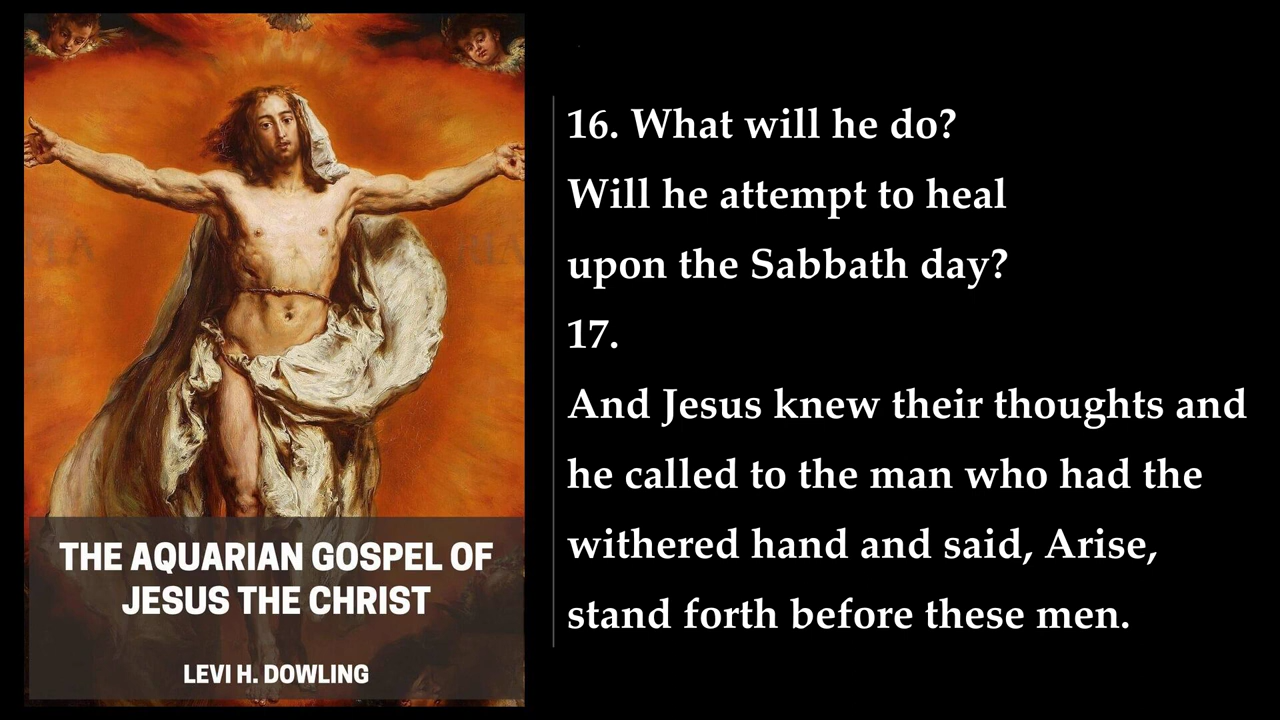 THE AQUARIAN GOSPEL OF
JESUS THE CHRIST
LEVI H. DOWLING
16. What will he do?
Will he attempt to heal
upon the Sabbath day?
17.
And Jesus knew their thoughts and
he called to the man who had the
withered hand and said, Arise,
stand forth before these men.